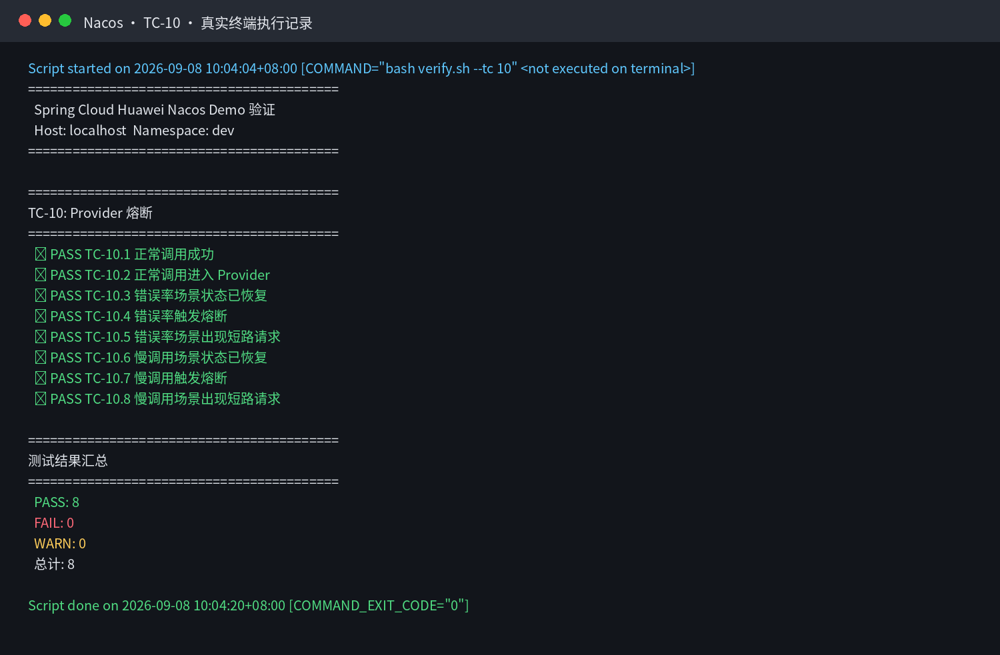 Nacos · TC-10 · 真实终端执行记录
Script started on 2026-09-08 10:04:04+08:00 [COMMAND="bash verify.sh --tc 10" <not executed on terminal>]
==========================================
Spring Cloud Huawei Nacos Demo 验证
Host: localhost  Namespace: dev
==========================================
==========================================
TC-10: Provider 熔断
==========================================
PASS TC-10.1 正常调用成功
PASS TC-10.2 正常调用进入 Provider
PASS TC-10.3 错误率场景状态已恢复
PASS TC-10.4 错误率触发熔断
PASS TC-10.5 错误率场景出现短路请求
PASS TC-10.6 慢调用场景状态已恢复
PASS TC-10.7 慢调用触发熔断
PASS TC-10.8 慢调用场景出现短路请求
==========================================
测试结果汇总
==========================================
PASS: 8
FAIL: 0
WARN: 0
总计: 8
Script done on 2026-09-08 10:04:20+08:00 [COMMAND_EXIT_CODE="0"]